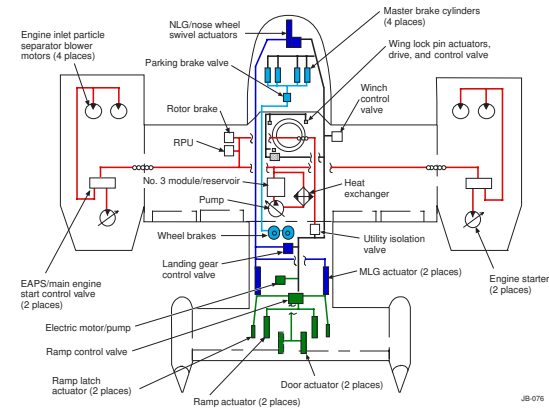 NLG/nose wheel
swivel actuators
Master brake cylinders
(4 places)
Engine inlet particle
separator blower
motors (4 places)
Parking brake valve
Wing lock pin actuators,
drive, and control valve
Rotor brake
RPU
Winch
control
valve
No. 3 module/reservoir
Pump
Heat
exchanger
Wheel brakes
Landing gear
control valve
Utility isolation
valve
MLG actuator (2 places)
Engine starter
(2 places)
EAPS/main engine
start control valve
(2 places)
Electric motor/pump
Ramp control valve
Ramp latch
actuator (2 places)
Ramp actuator (2 places)
Door actuator (2 places)
JB-076